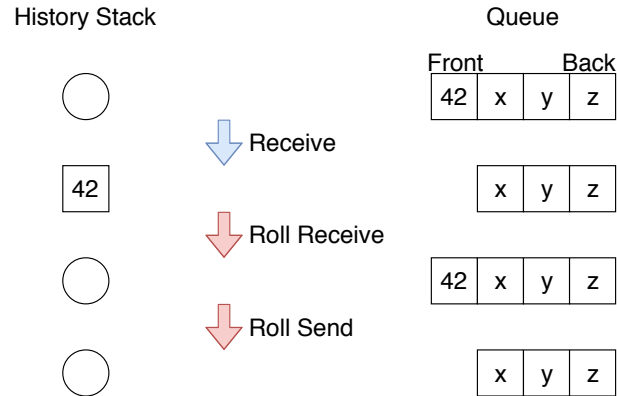 History Stack Queue
Front Back
42 x y z
Receive
42 x y z
Roll Receive
42 x y z
Roll Send
x y z